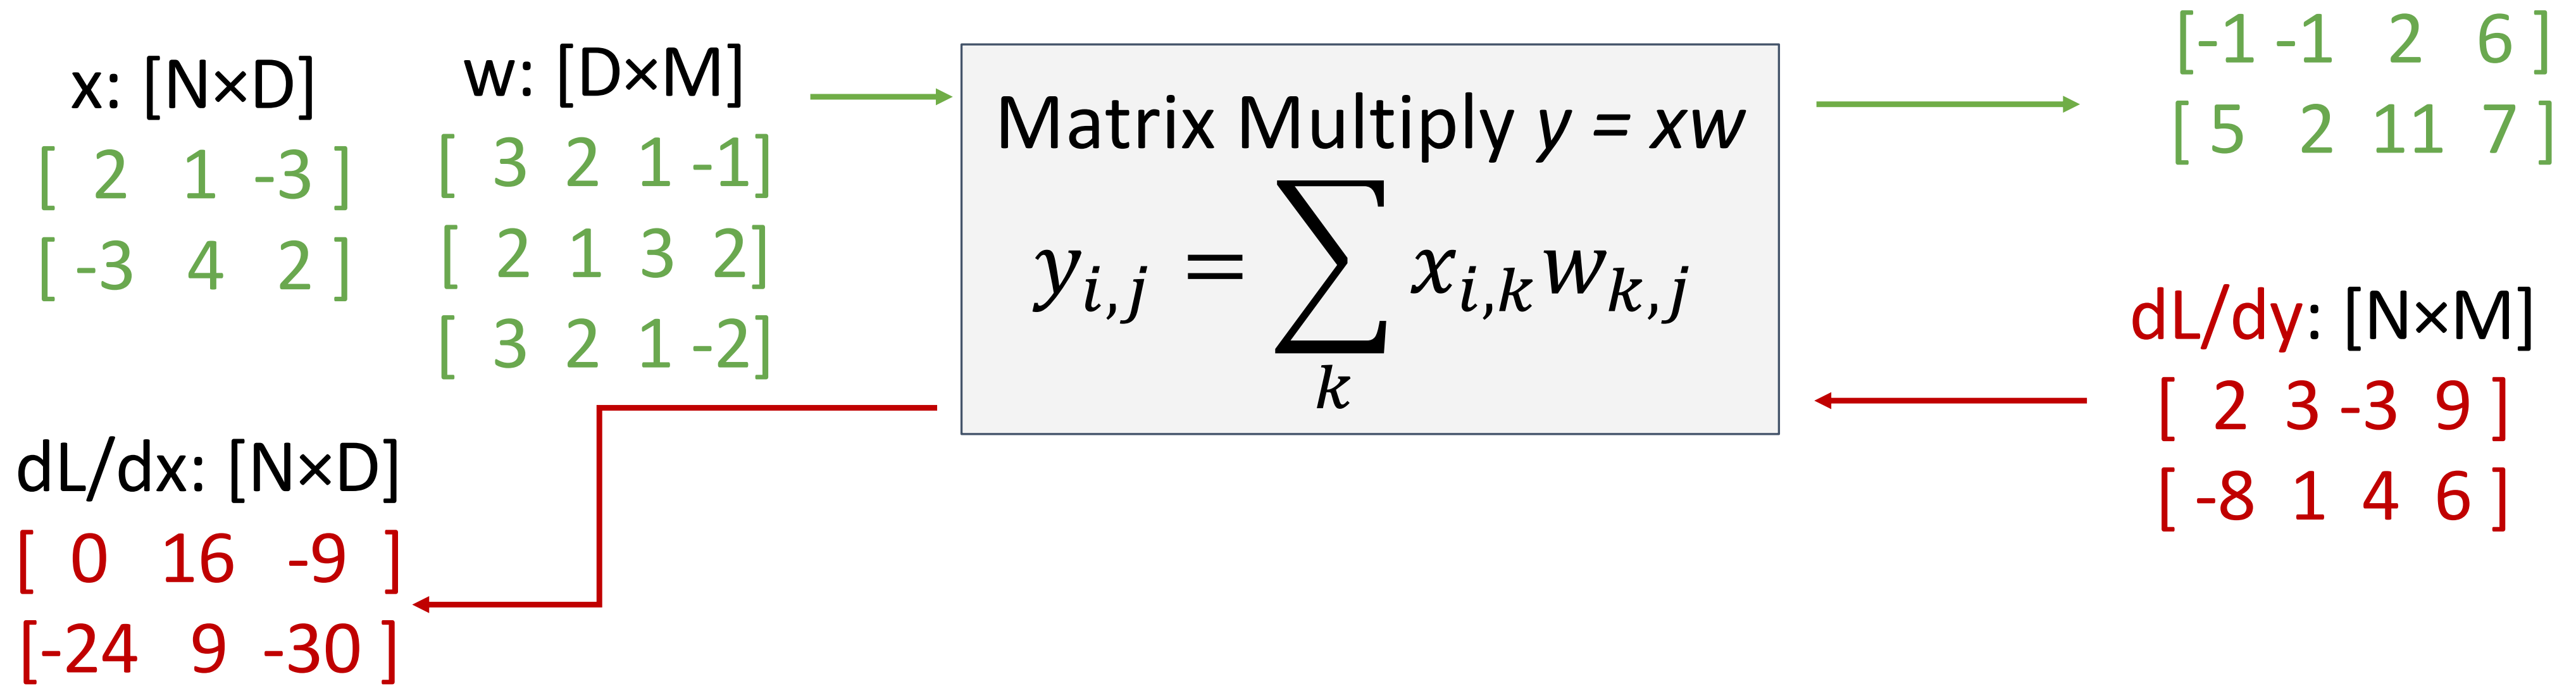 x: [N×D]
[ 2 1 -3 ]
[ -3 4 2 ]
w: [D×M]
[ 3 2 1 -1]
[ 2 1 3 2]
[ 3 2 1 -2]
Matrix Multiply y = xw
y_{i,j} = ∑_k x_{i,k} w_{k,j}
[-1 -1 2 6 ]
[ 5 2 11 7 ]
dL/dy: [N×M]
[ 2 3 -3 9 ]
[ -8 1 4 6 ]
dL/dx: [N×D]
[ 0 16 -9 ]
[-24 9 -30 ]